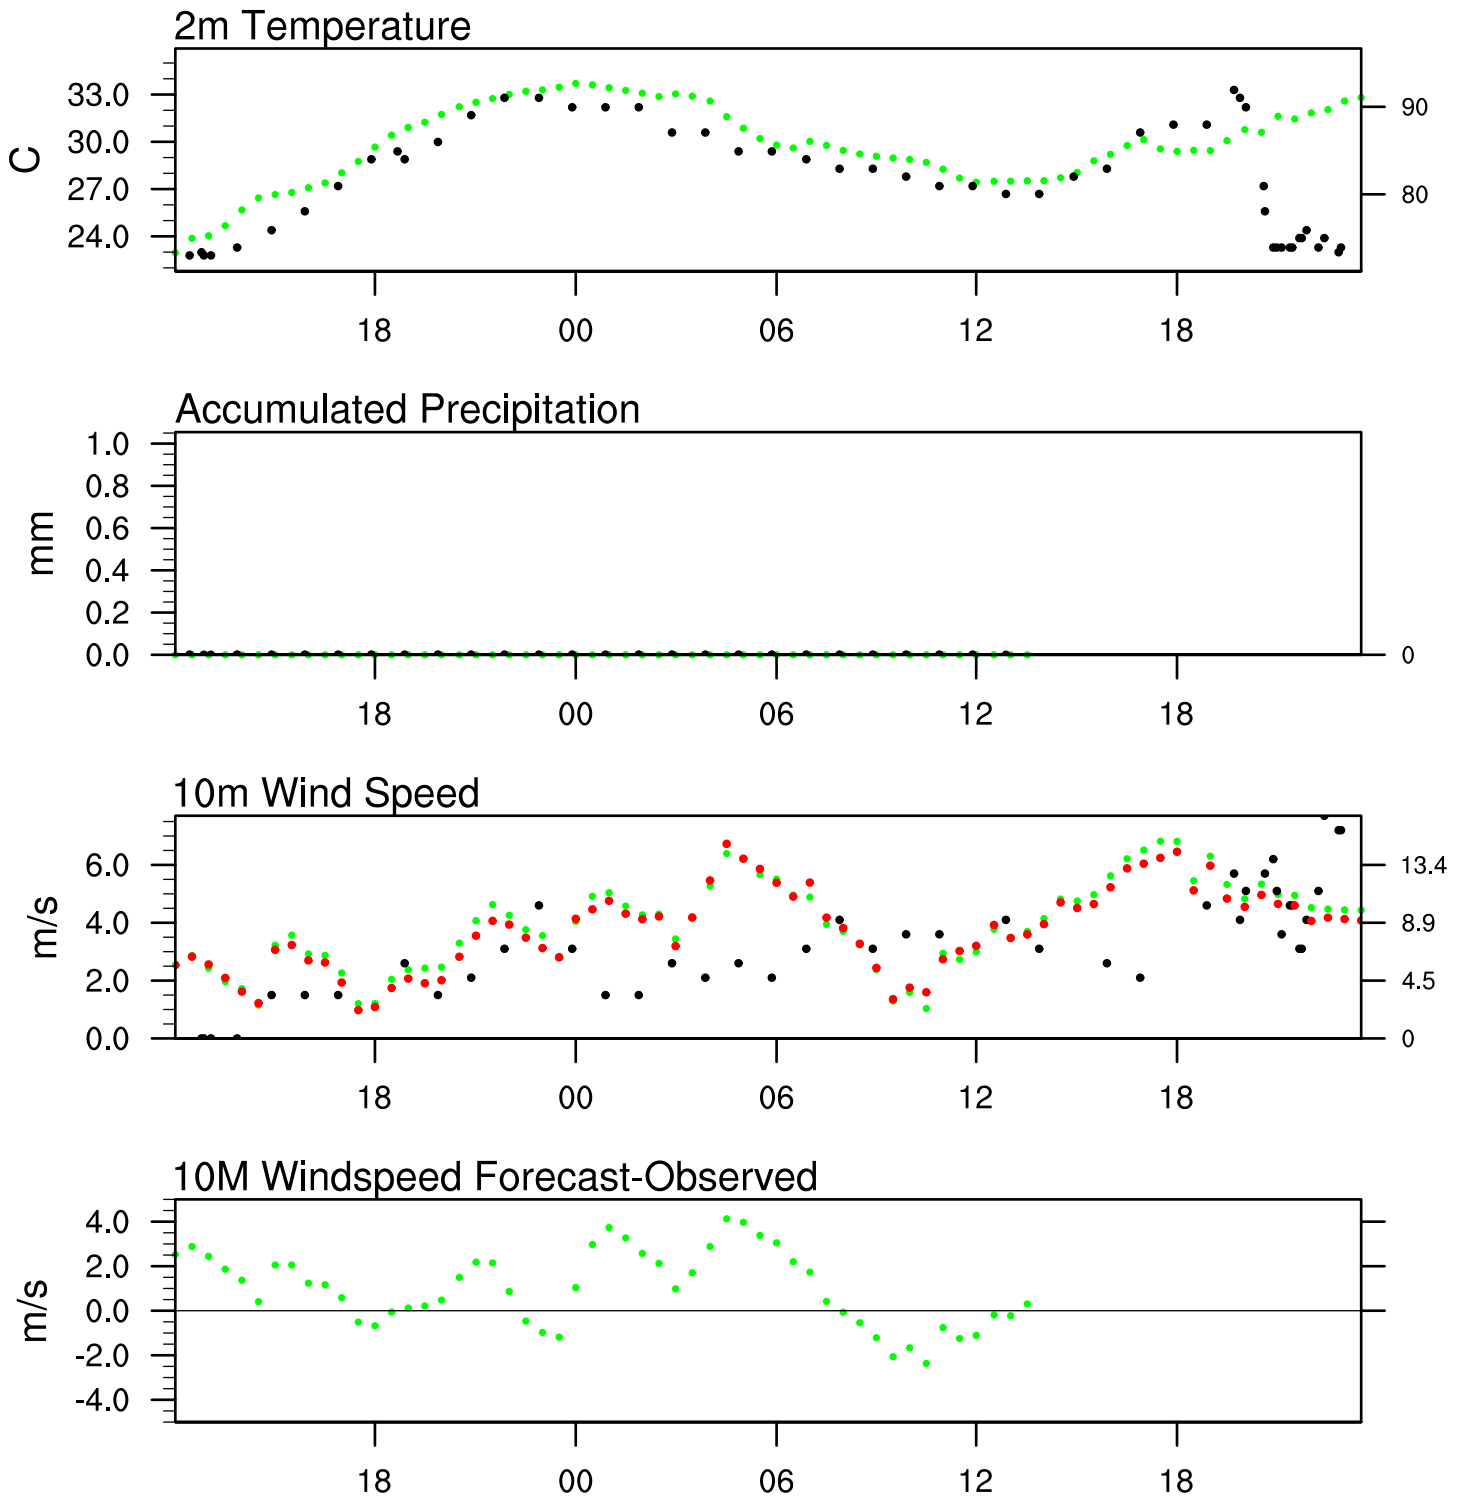 2m Temperature
33.0
30.0
27.0
24.0
C
90
80
18 00 06 12 18
Accumulated Precipitation
1.0
0.8
0.6
0.4
0.2
0.0
mm
0
18 00 06 12 18
10m Wind Speed
6.0
4.0
2.0
0.0
m/s
13.4
8.9
4.5
0
18 00 06 12 18
10M Windspeed Forecast-Observed
4.0
2.0
0.0
-2.0
-4.0
m/s
18 00 06 12 18